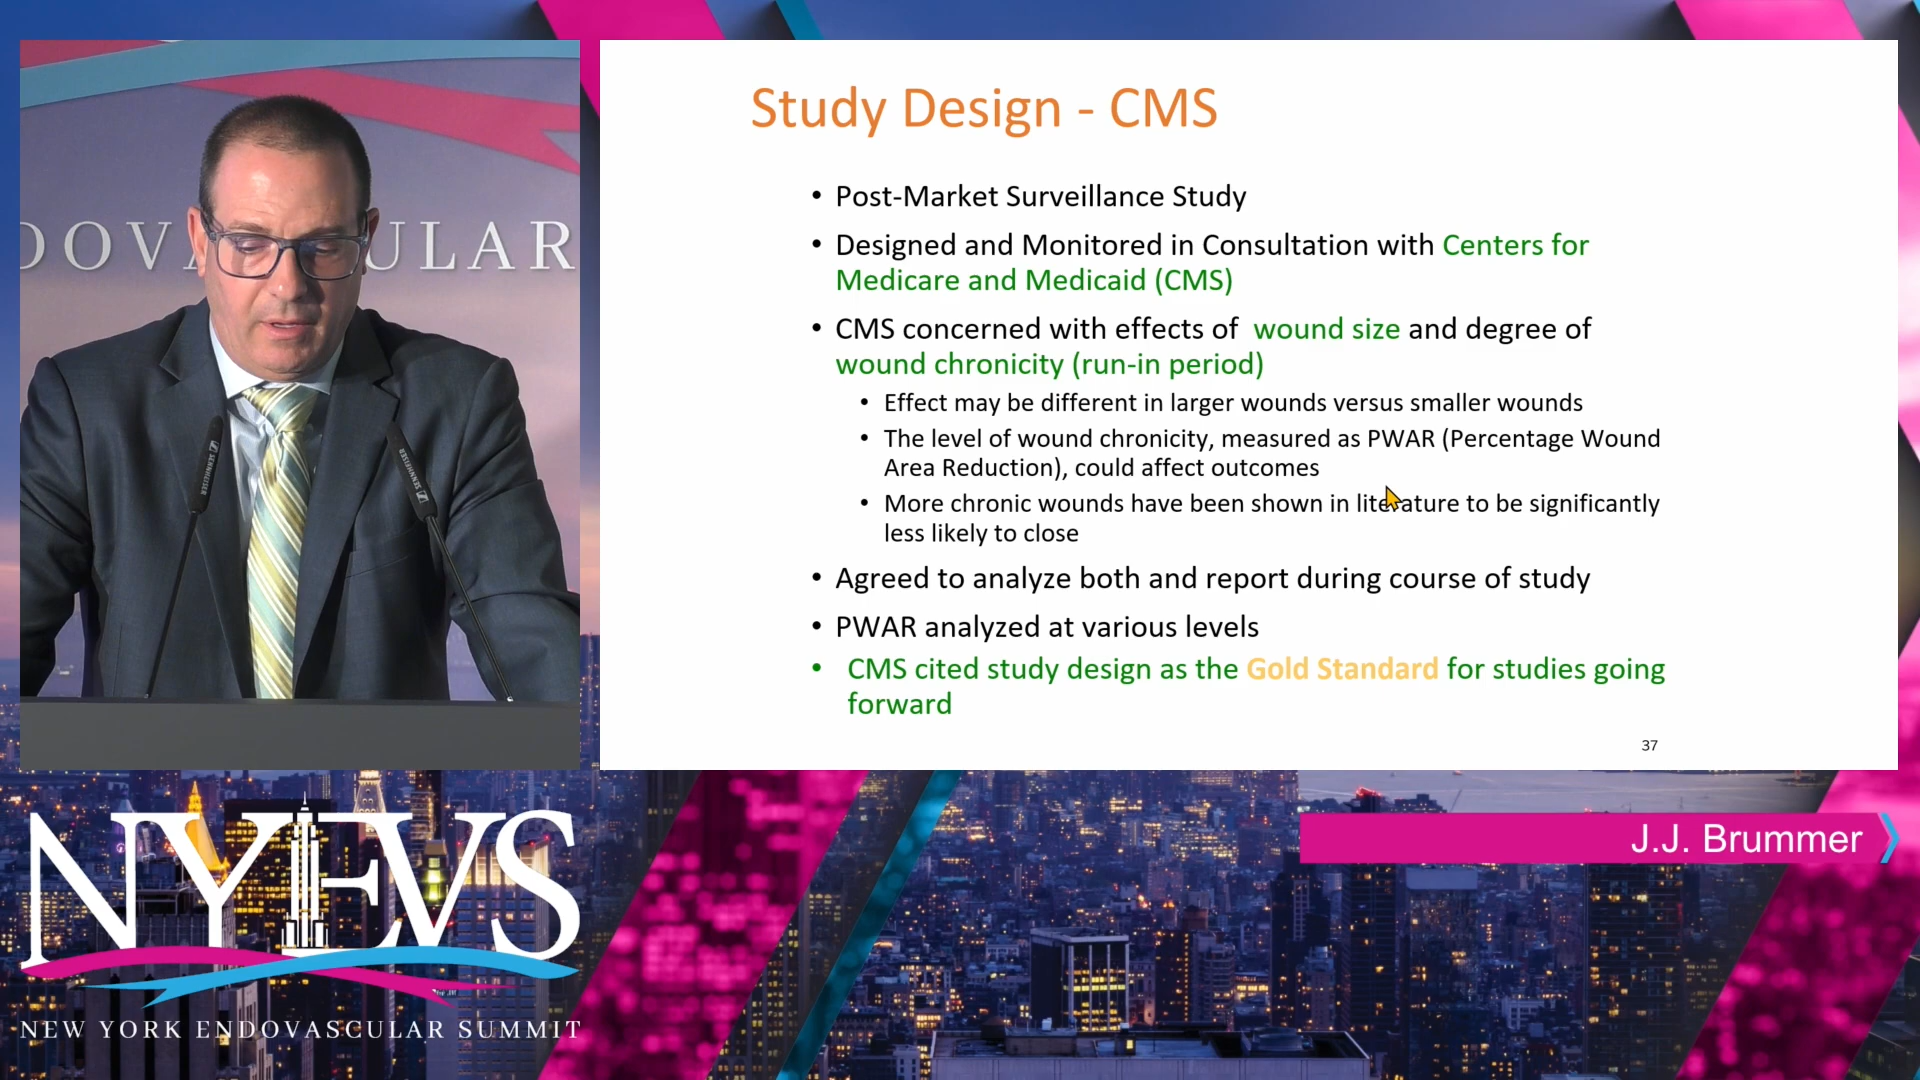 Study Design - CMS
• Post-Market Surveillance Study
• Designed and Monitored in Consultation with Centers for
Medicare and Medicaid (CMS)
• CMS concerned with effects of wound size and degree of
wound chronicity (run-in period)
• Effect may be different in larger wounds versus smaller wounds
• The level of wound chronicity, measured as PWAR (Percentage Wound
Area Reduction), could affect outcomes
• More chronic wounds have been shown in literature to be significantly
less likely to close
• Agreed to analyze both and report during course of study
• PWAR analyzed at various levels
• CMS cited study design as the Gold Standard for studies going
forward
37
DOVA ULAR
SENNHEISER
SENNHEISER
J.J. Brummer
NYEVS
NEW YORK ENDOVASCULAR SUMMIT